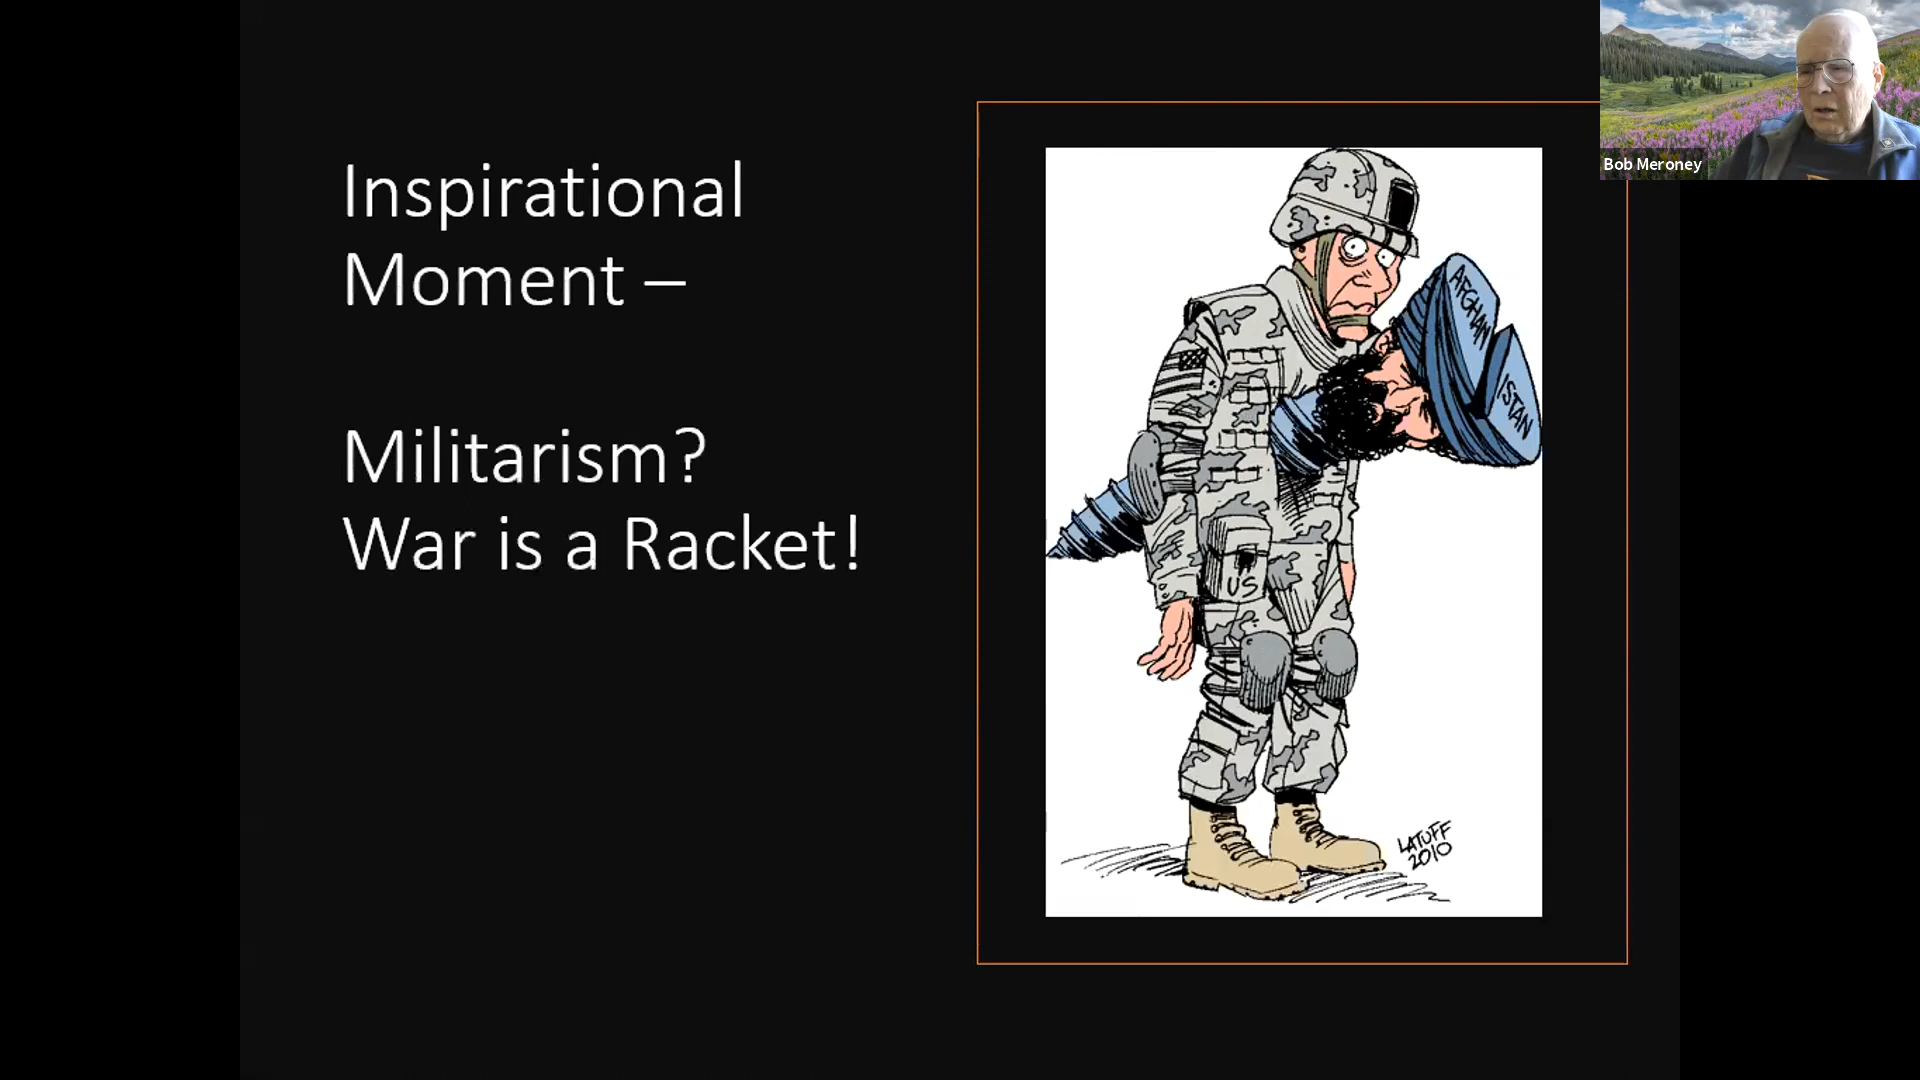 Inspirational
Moment –
Militarism?
War is a Racket!
Bob Meroney
AFGHAN
ISTAN
US
LATUFF
2010